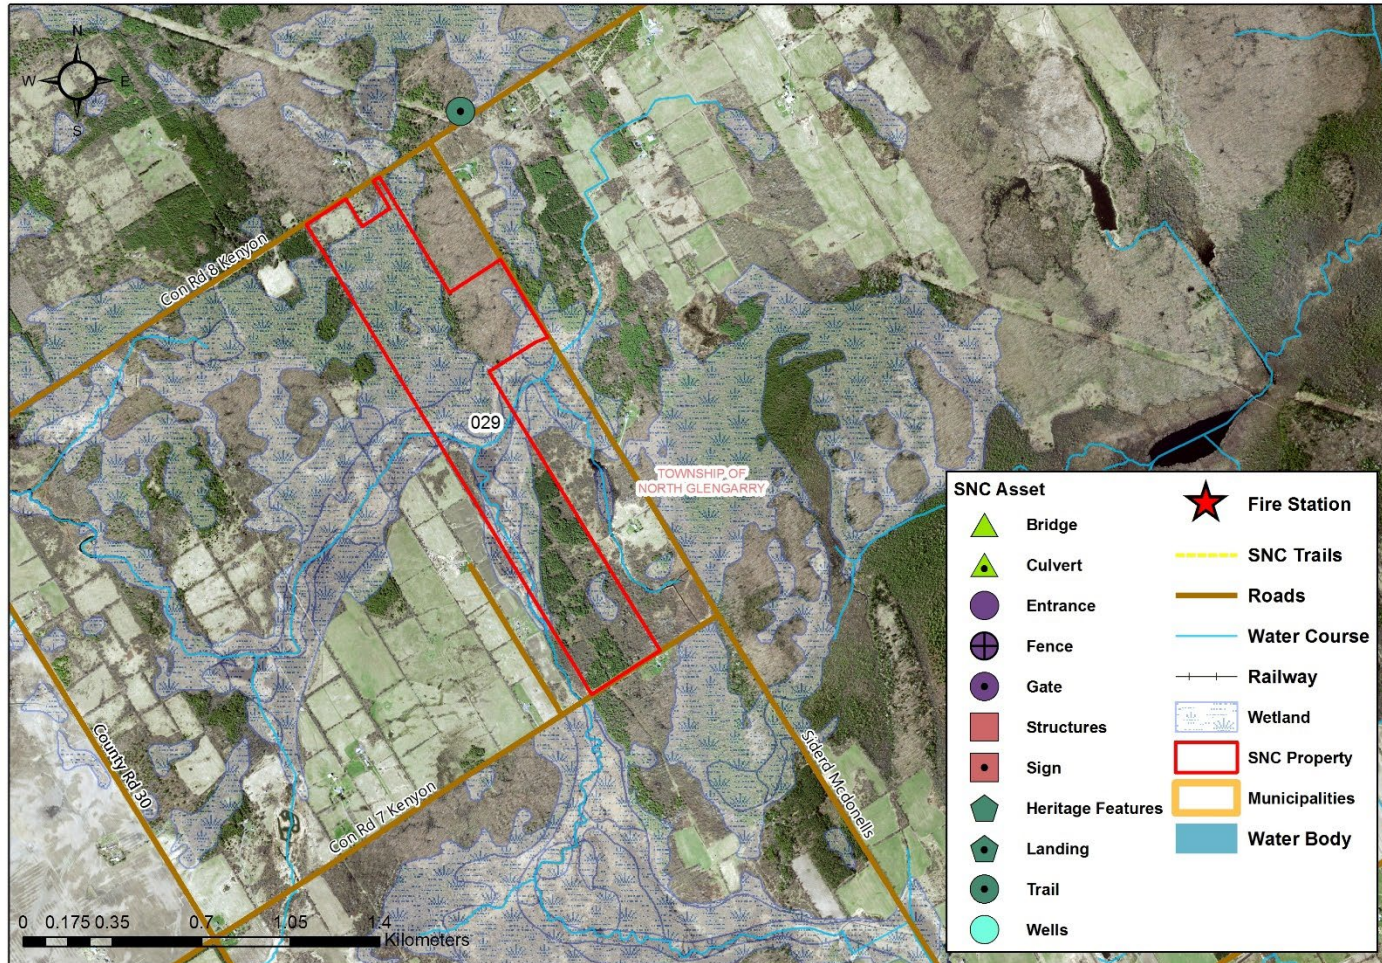 N
W E
S
Con Rd 8 Kenyon
029
TOWNSHIP OF
NORTH GLENGARRY
County Rd 30
Con Rd 7 Kenyon
Siderd Mcdonells
0 0.175 0.35 0.7 1.05 1.4
Kilometers
SNC Asset
Bridge
Culvert
Entrance
Fence
Gate
Structures
Sign
Heritage Features
Landing
Trail
Wells
Fire Station
SNC Trails
Roads
Water Course
Railway
Wetland
SNC Property
Municipalities
Water Body